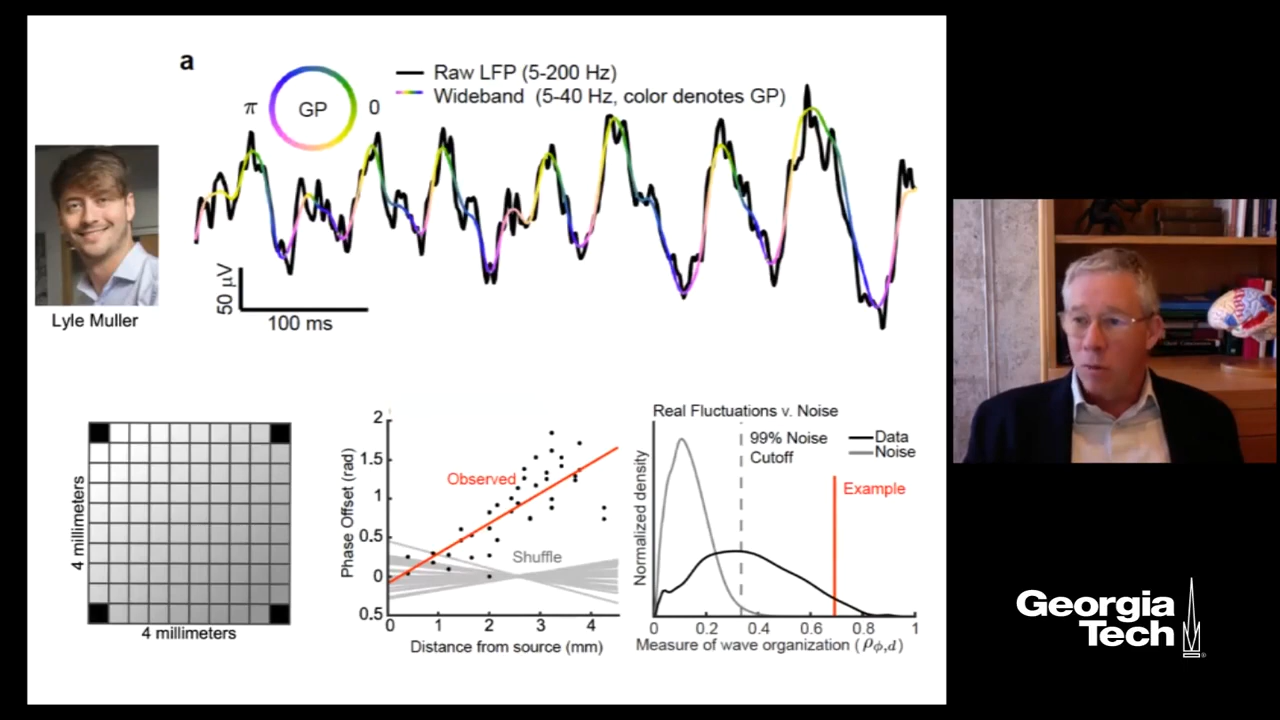 a
π
GP
0
Raw LFP (5-200 Hz)
Wideband (5-40 Hz, color denotes GP)
50 μV
100 ms
Lyle Muller
4 millimeters
4 millimeters
Phase Offset (rad)
2
1.5
1
0.5
0
0.5
0
1
2
3
4
Observed
Shuffle
Distance from source (mm)
Real Fluctuations v. Noise
99% Noise
Cutoff
Data
Noise
Example
Normalized density
0
0.2
0.4
0.6
0.8
1
Measure of wave organization (ρϕ,d)
Georgia
Tech